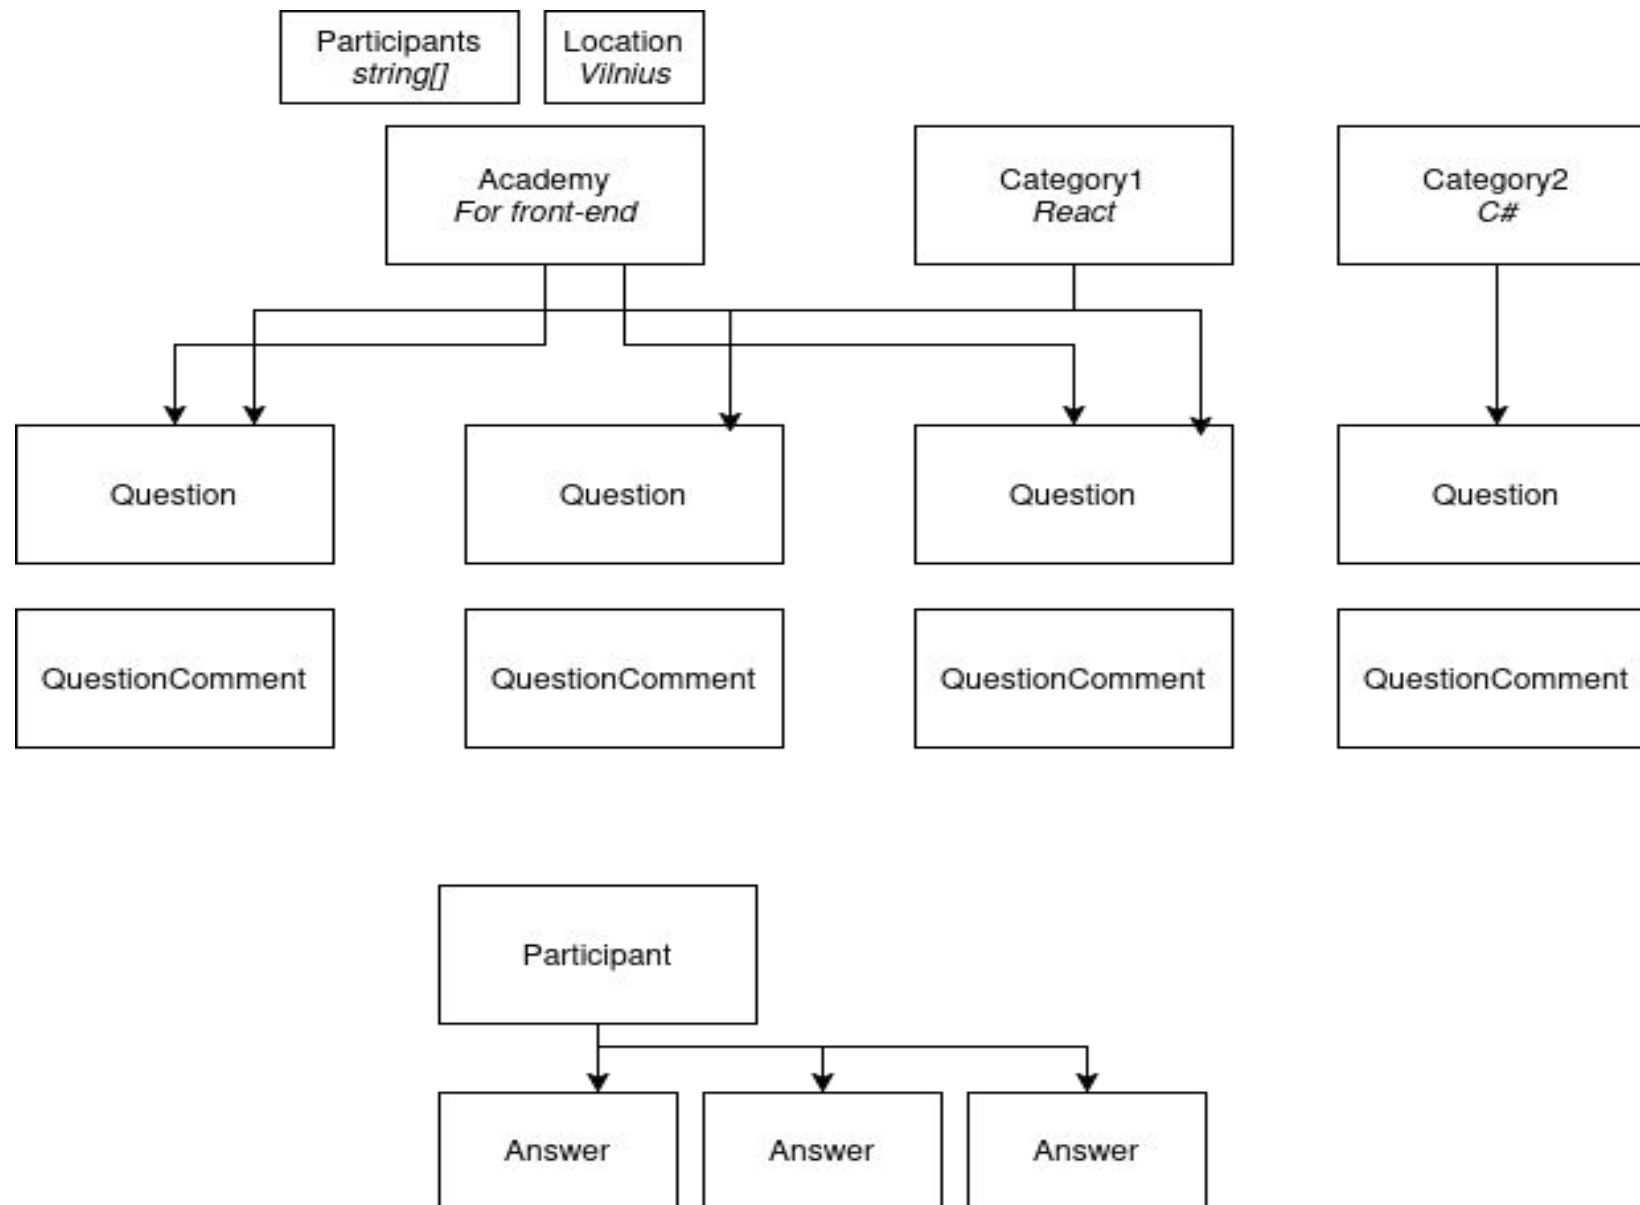 Participants
string[]
Location
Vilnius
Academy
For front-end
Category1
React
Category2
C#
Question
Question
Question
Question
QuestionComment
QuestionComment
QuestionComment
QuestionComment
Participant
Answer
Answer
Answer